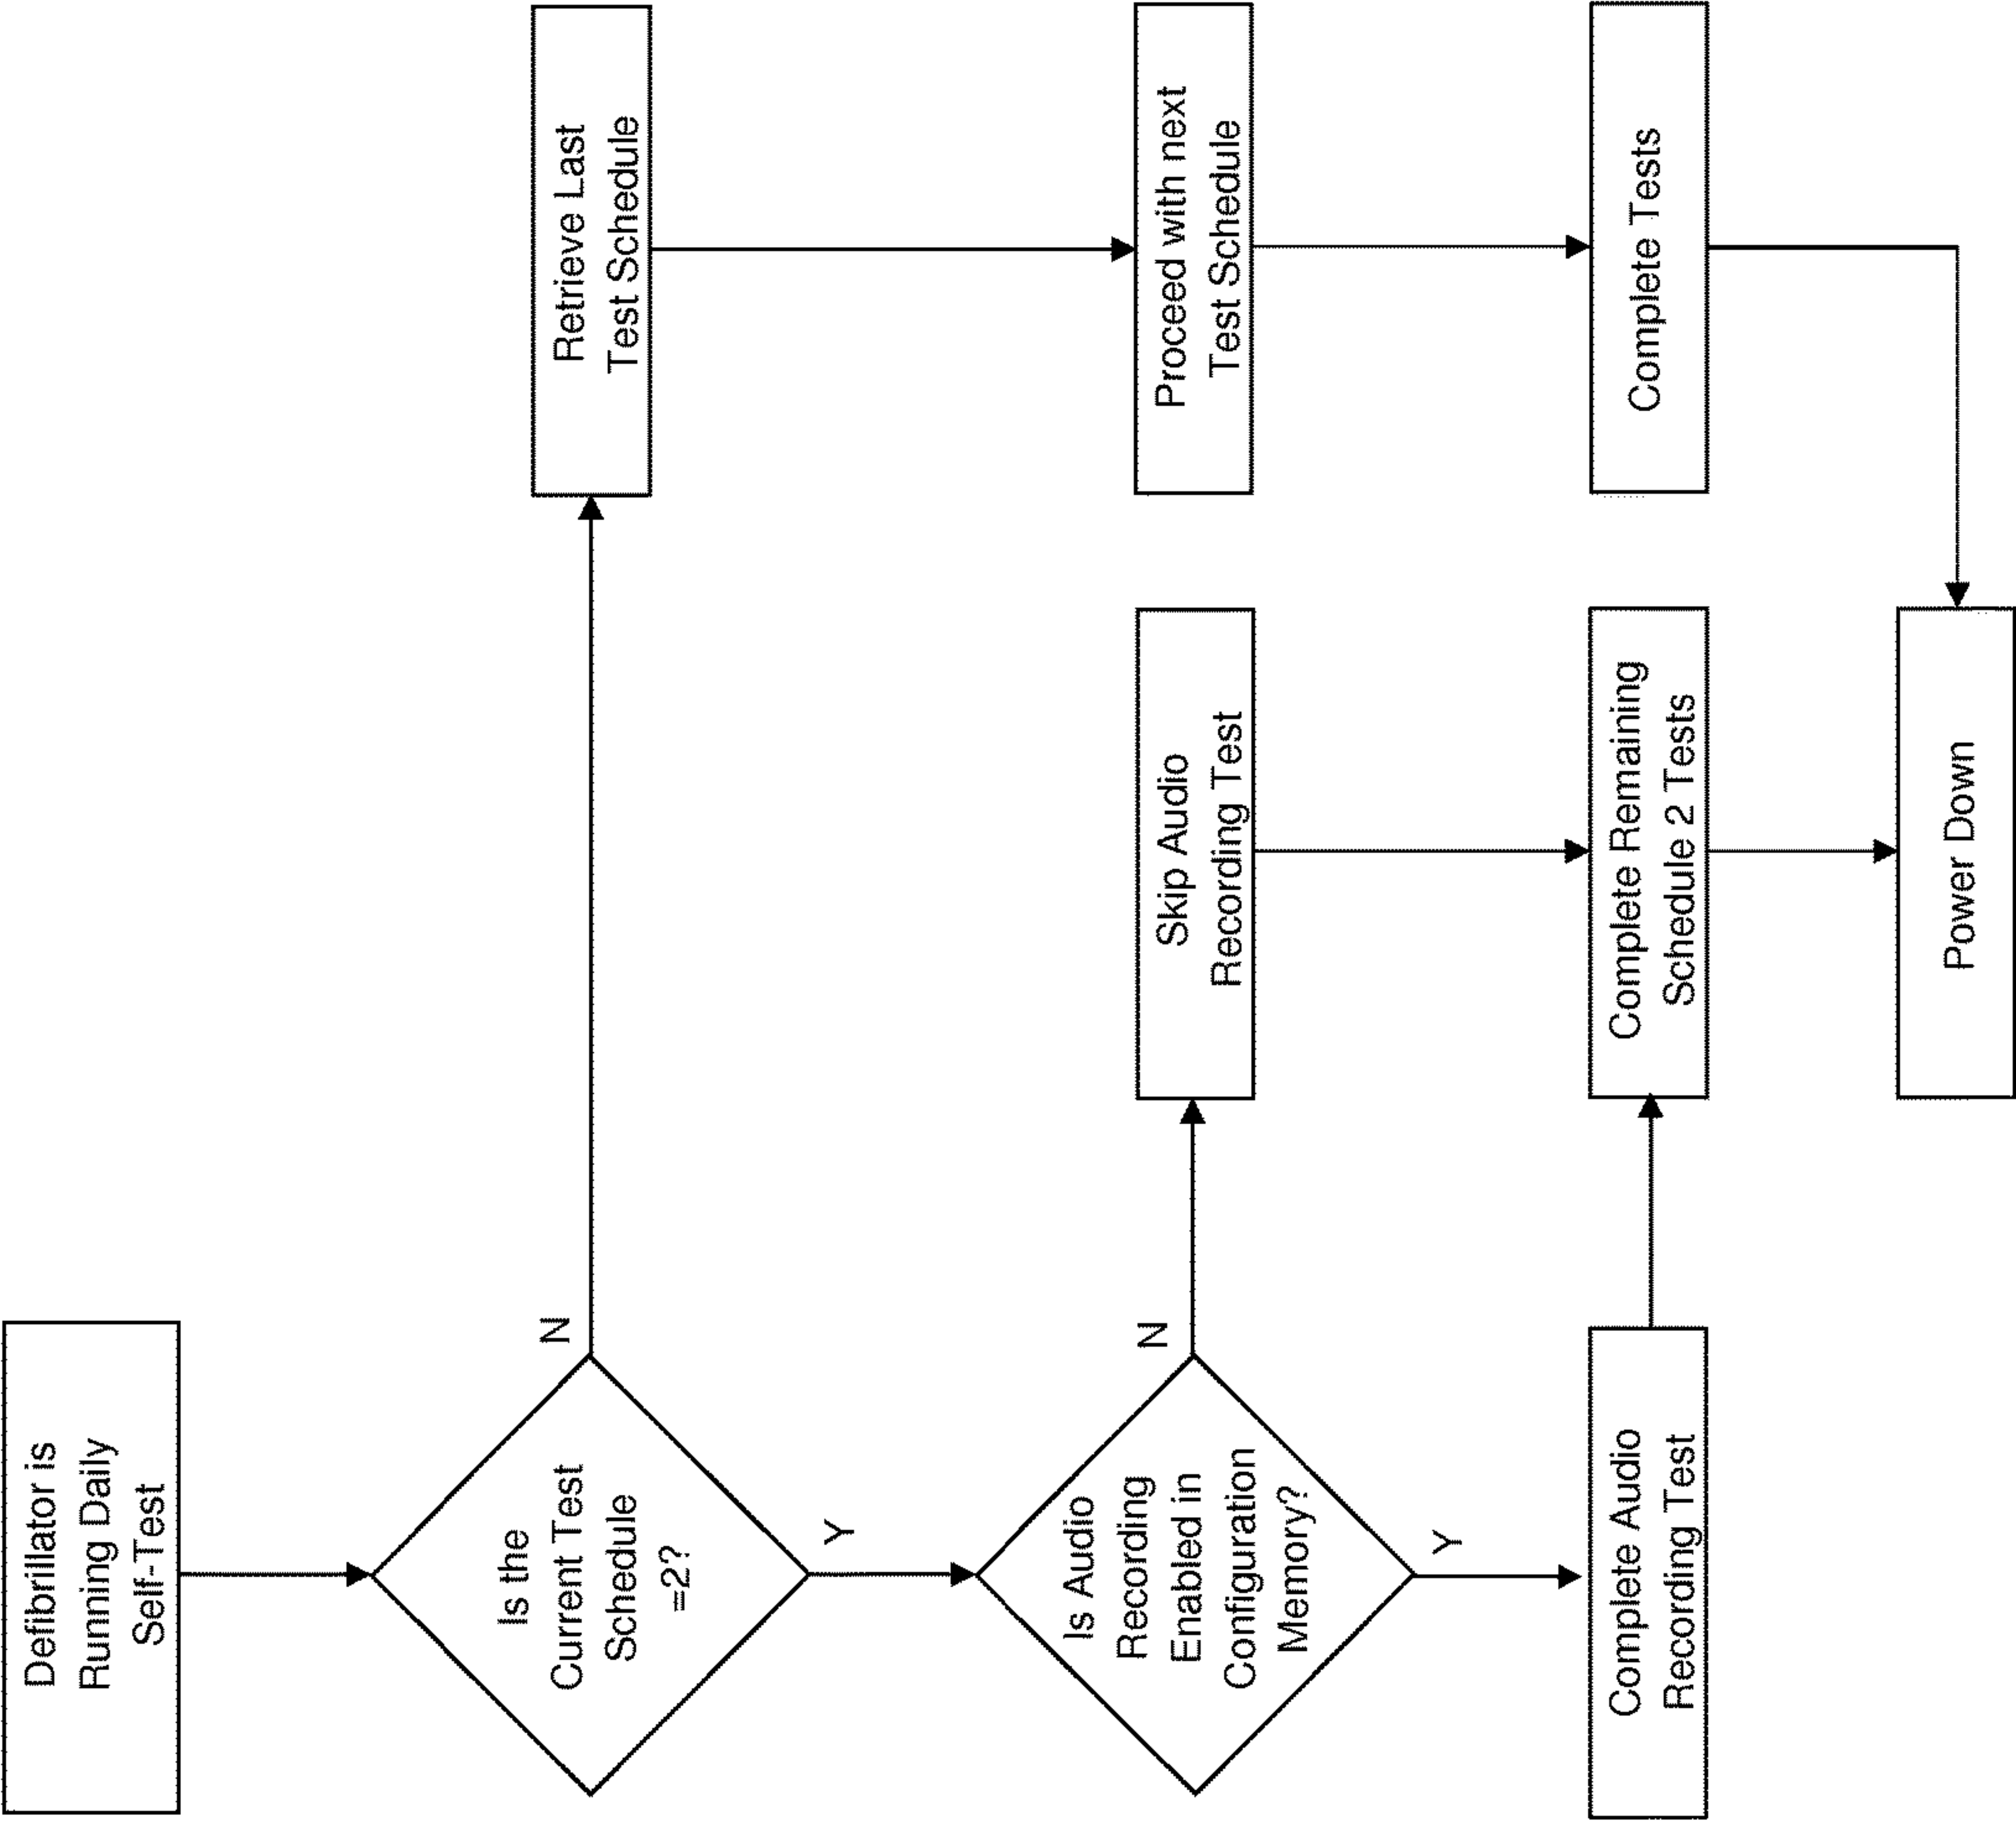 Defibrillator is
Running Daily
Self-Test
Is the
Current Test
Schedule
=2?
N
Retrieve Last
Test Schedule
Y
Is Audio
Recording
Enabled in
Configuration
Memory?
N
Skip Audio
Recording Test
Proceed with next
Test Schedule
Y
Complete Audio
Recording Test
Complete Remaining
Schedule 2 Tests
Complete Tests
Power Down